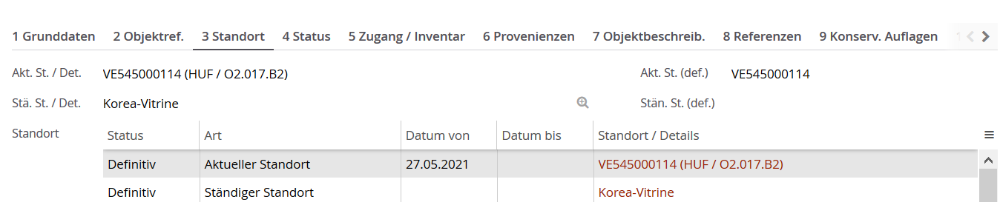 1 Grunddaten 2 Objektref. 3 Standort 4 Status 5 Zugang / Inventar 6 Provenienzen 7 Objektbeschreib. 8 Referenzen 9 Konserv. Auflagen
Akt. St. / Det. VE545000114 (HUF / O2.017.B2) Akt. St. (def.) VE545000114
Stä. St. / Det. Korea-Vitrine Stän. St. (def.)
Standort Status Art Datum von Datum bis Standort / Details
Definitiv Aktueller Standort 27.05.2021 VE545000114 (HUF / O2.017.B2)
Definitiv Ständiger Standort Korea-Vitrine